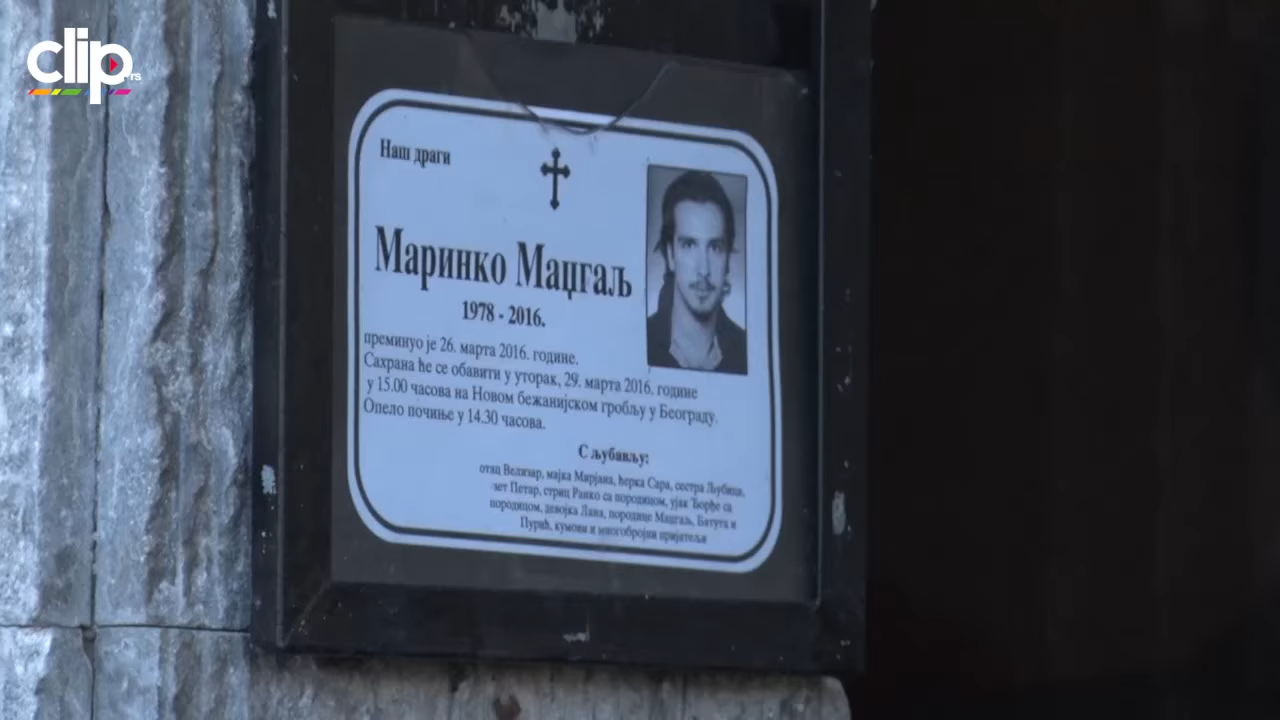 clip.rs
Наш драги
Маринко Маџгаљ
1978 - 2016.
преминуо је 26. марта 2016. године.
Сахрана ће се обавити у уторак, 29. марта 2016. године
у 15.00 часова на Новом бежанијском гробљу у Београду.
Опело почиње у 14.30 часова.
С љубављу:
отац Велизар, мајка Мирјана, ћерка Сара, сестра Љубица,
зет Петар, стриц Ранко са породицом, ујак Ђорђе са
породицом, девојка Лана, породице Маџгаљ, Батута и
Пурић, кумови и многобројни пријатељи